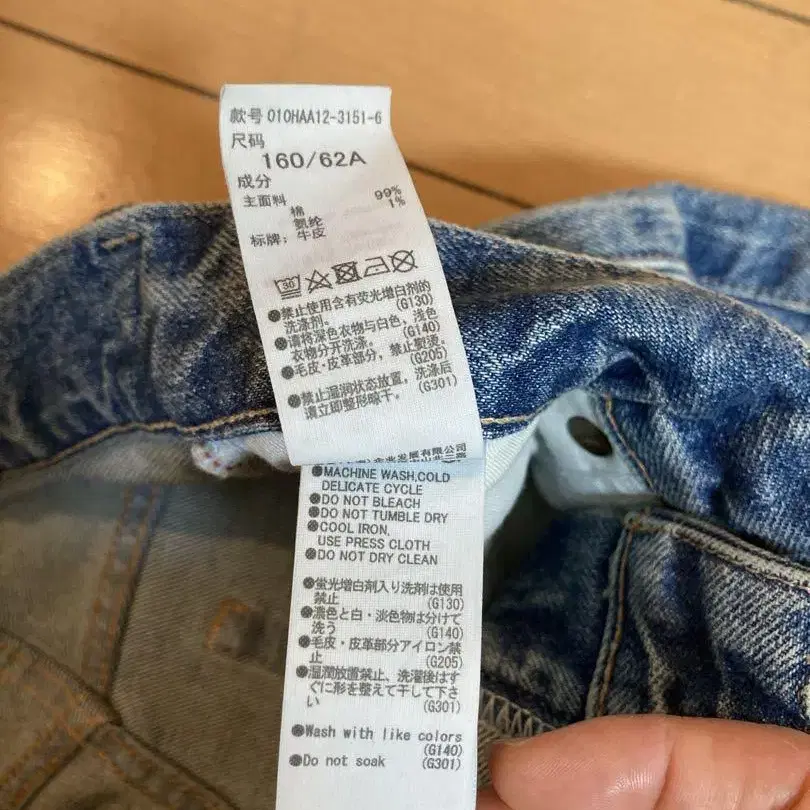 款号 010HAA12-3151-6
尺码
160/62A
成分
主面料
棉 99%
氨纶 1%
标牌: 牛皮
30
●禁止使用含有荧光增白剂的
洗涤剂。 (G130)
●请将深色衣物与白色，浅色
衣物分开洗涤。 (G140)
●毛皮·皮革部分，禁止熨烫。
(G205)
●禁止湿润状态放置，洗涤后
请立即整形晾干。 (G301)
发展有限公司
●MACHINE WASH,COLD
DELICATE CYCLE
●DO NOT BLEACH
●DO NOT TUMBLE DRY
●COOL IRON,
USE PRESS CLOTH
●DO NOT DRY CLEAN
●蛍光増白剤入り洗剤は使用
禁止 (G130)
●濃色と白・淡色物は分けて
洗う (G140)
●毛皮・皮革部分アイロン禁
止 (G205)
●湿潤放置禁止、洗濯後はす
ぐに形を整えて干して下さ
い (G301)
●Wash with like colors
(G140)
●Do not soak (G301)